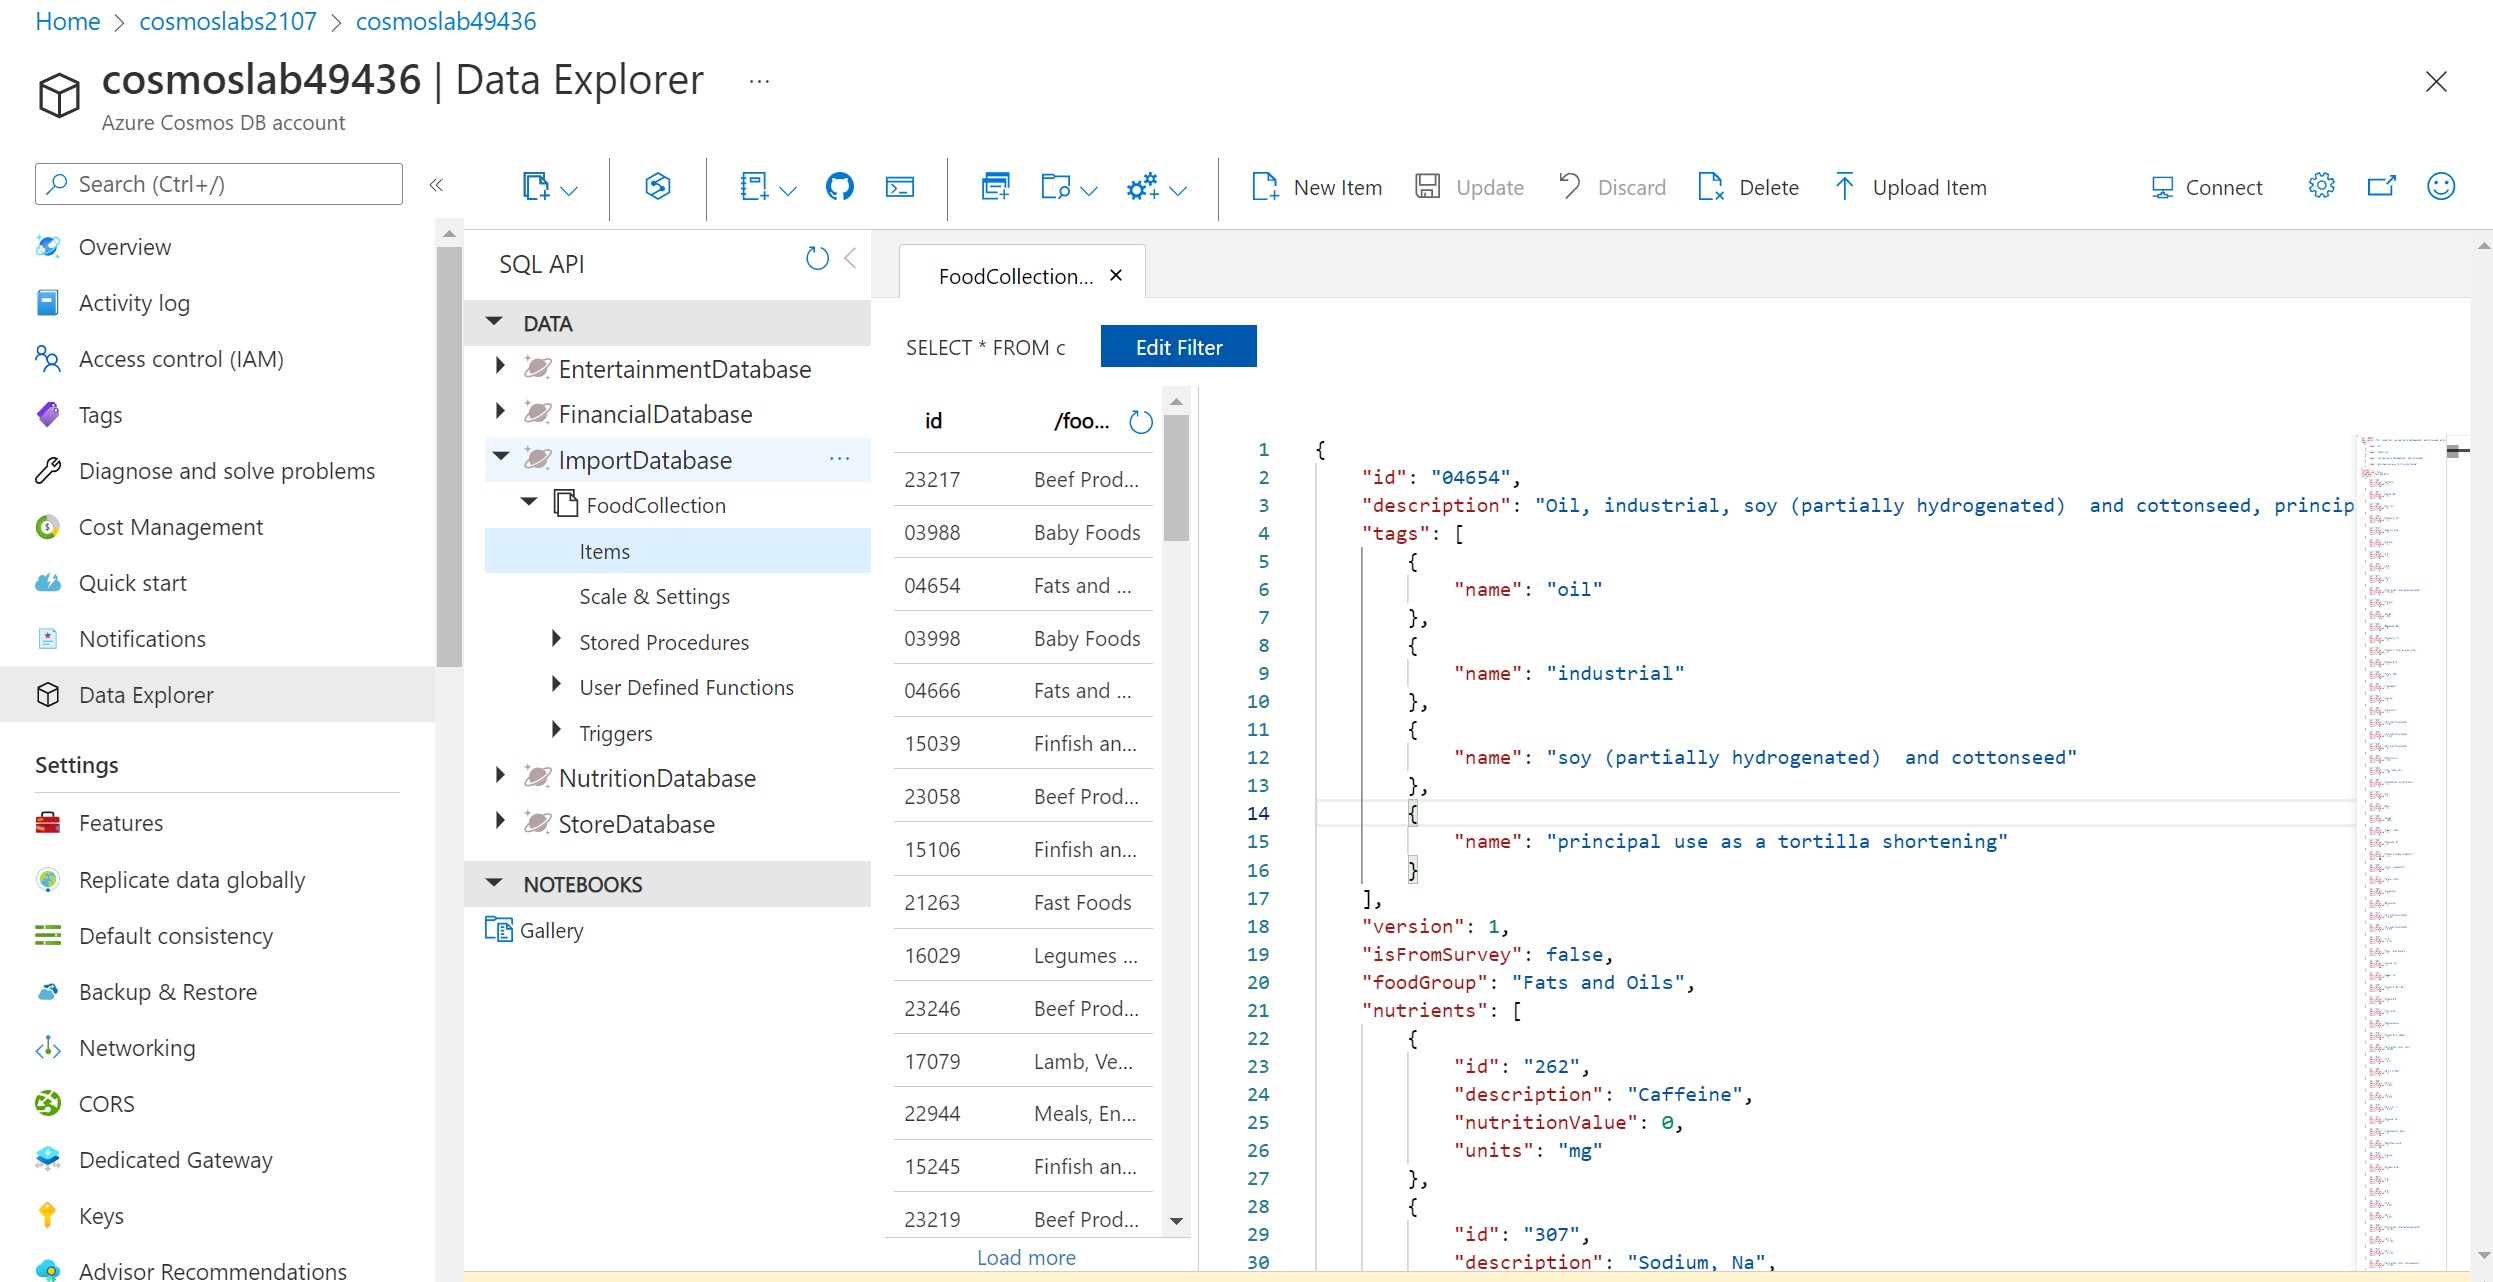 Home > cosmoslabs2107 > cosmoslab49436
cosmoslab49436 | Data Explorer ...
Azure Cosmos DB account
Search (Ctrl+/)
«
New Item
Update
Discard
Delete
Upload Item
Connect
Overview
Activity log
Access control (IAM)
Tags
Diagnose and solve problems
Cost Management
Quick start
Notifications
Data Explorer
Settings
Features
Replicate data globally
Default consistency
Backup & Restore
Networking
CORS
Dedicated Gateway
Keys
Advisor Recommendations
SQL API
DATA
EntertainmentDatabase
FinancialDatabase
ImportDatabase ...
FoodCollection
Items
Scale & Settings
Stored Procedures
User Defined Functions
Triggers
NutritionDatabase
StoreDatabase
NOTEBOOKS
Gallery
FoodCollection...
SELECT * FROM c
Edit Filter
id /foo...
23217 Beef Prod...
03988 Baby Foods
04654 Fats and ...
03998 Baby Foods
04666 Fats and ...
15039 Finfish an...
23058 Beef Prod...
15106 Finfish an...
21263 Fast Foods
16029 Legumes ...
23246 Beef Prod...
17079 Lamb, Ve...
22944 Meals, En...
15245 Finfish an...
23219 Beef Prod...
Load more
1 {
2 "id": "04654",
3 "description": "Oil, industrial, soy (partially hydrogenated)  and cottonseed, princip
4 "tags": [
5 {
6 "name": "oil"
7 },
8 {
9 "name": "industrial"
10 },
11 {
12 "name": "soy (partially hydrogenated)  and cottonseed"
13 },
14 {
15 "name": "principal use as a tortilla shortening"
16 }
17 ],
18 "version": 1,
19 "isFromSurvey": false,
20 "foodGroup": "Fats and Oils",
21 "nutrients": [
22 {
23 "id": "262",
24 "description": "Caffeine",
25 "nutritionValue": 0,
26 "units": "mg"
27 },
28 {
29 "id": "307",
30 "description": "Sodium, Na",